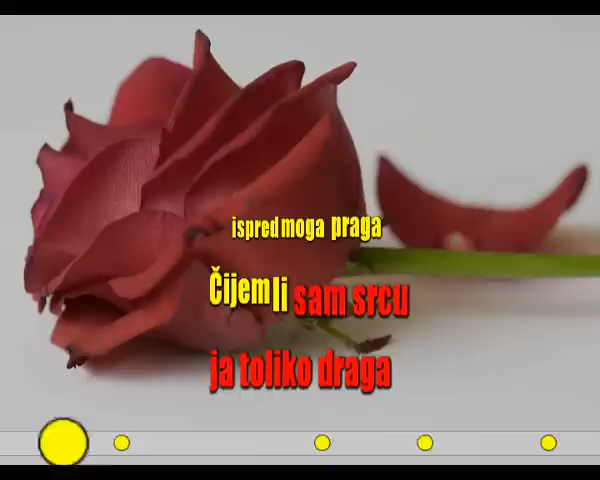 ispred moga praga
Čijem li sam srcu
ja toliko draga